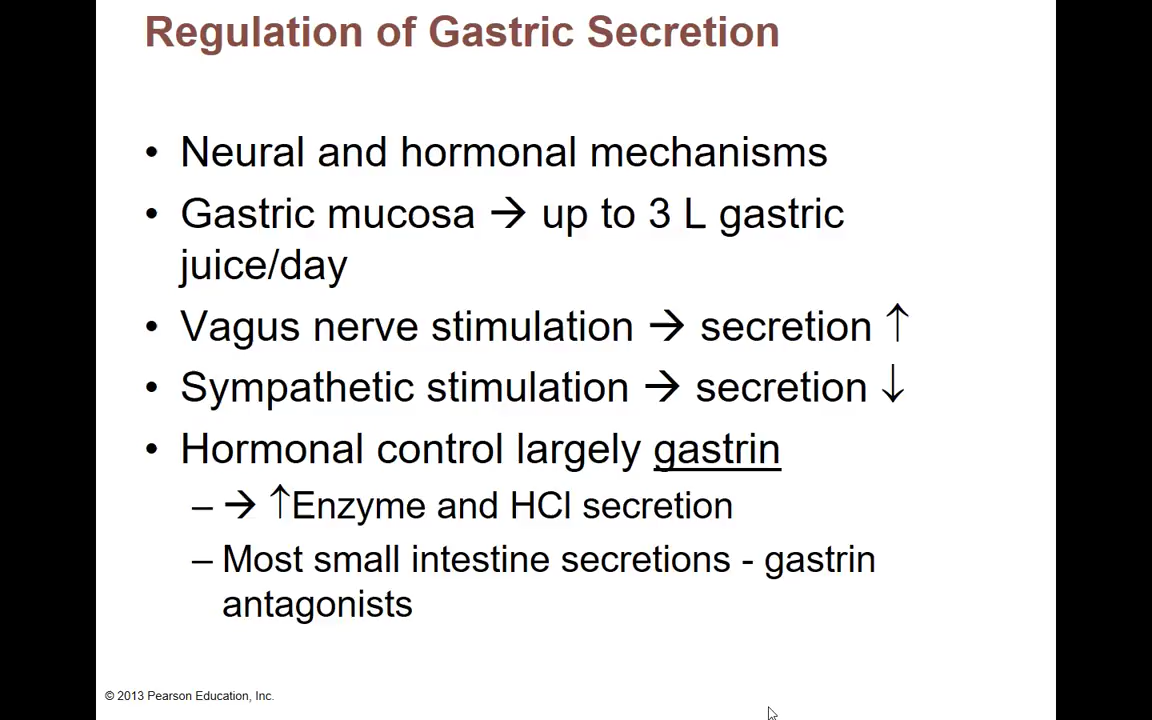 Regulation of Gastric Secretion
• Neural and hormonal mechanisms
• Gastric mucosa → up to 3 L gastric
juice/day
• Vagus nerve stimulation → secretion ↑
• Sympathetic stimulation → secretion ↓
• Hormonal control largely gastrin
– → ↑Enzyme and HCl secretion
– Most small intestine secretions - gastrin
antagonists
© 2013 Pearson Education, Inc.